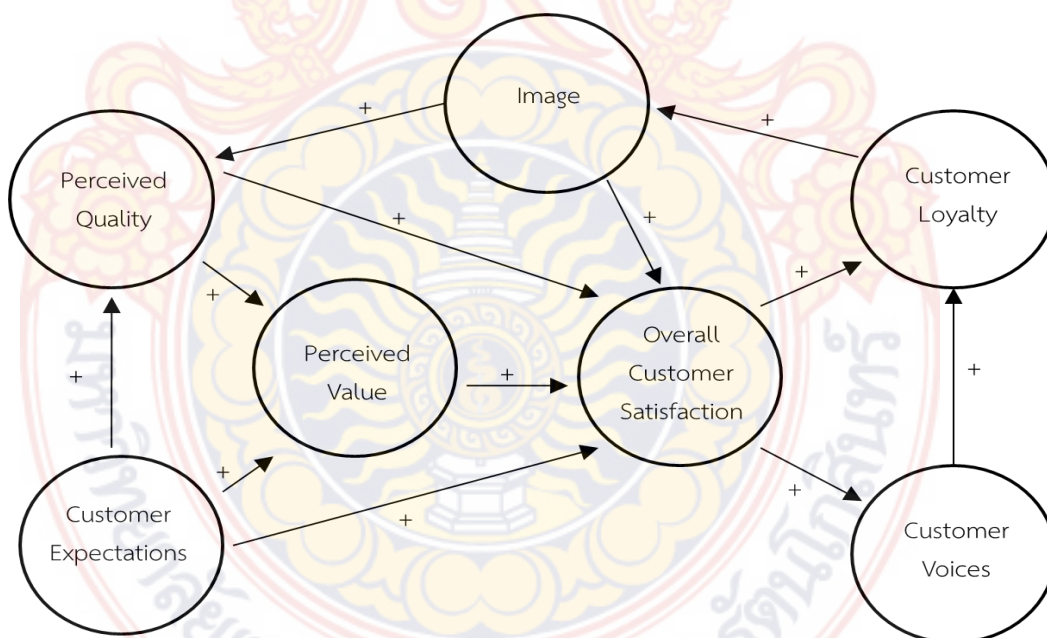 Image
+
+
Perceived
Quality
Customer
Loyalty
+
+
+
+
Perceived
Value
+
Overall
Customer
Satisfaction
+
+
+
+
+
Customer
Expectations
Customer
Voices